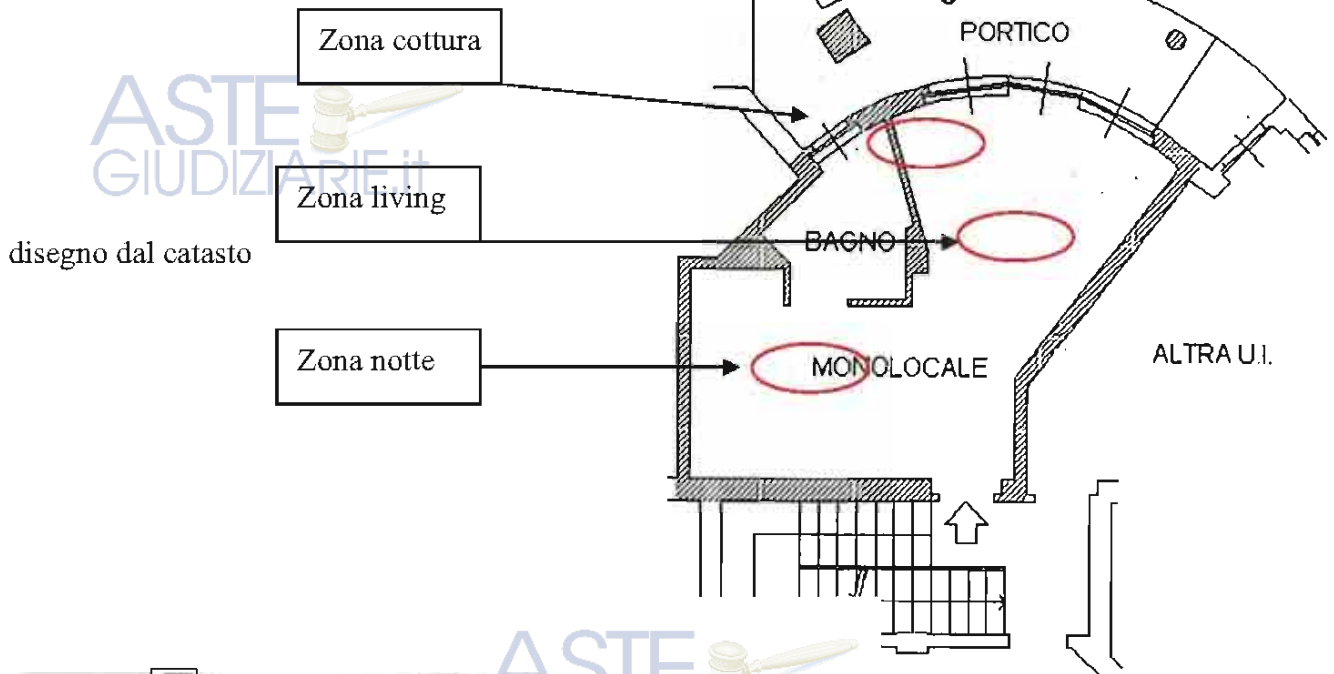 PORTICO
Zona cottura
ASTE
GIUDIZIARIE.it
Zona living
BAGNO
disegno dal catasto
Zona notte
MONOLOCALE
ALTRA U.I.
ASTE